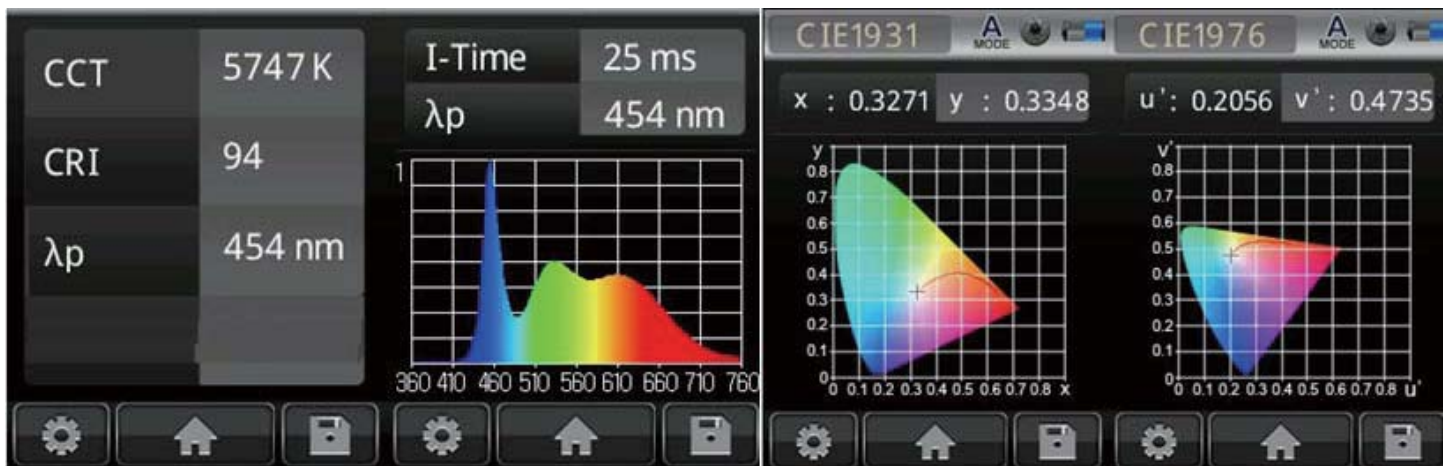 CCT 5747 K
CRI 94
λp 454 nm
I-Time 25 ms
λp 454 nm
1
360 410 460 510 560 610 660 710 760
CIE1931 A MODE
x : 0.3271 y : 0.3348
y
0.8
0.7
0.6
0.5
0.4
0.3
0.2
0.1
0
0 0.1 0.2 0.3 0.4 0.5 0.6 0.7 0.8 x
CIE1976 A MODE
u': 0.2056 v': 0.4735
v'
0.8
0.7
0.6
0.5
0.4
0.3
0.2
0.1
0
0 0.1 0.2 0.3 0.4 0.5 0.6 0.7 0.8 u'